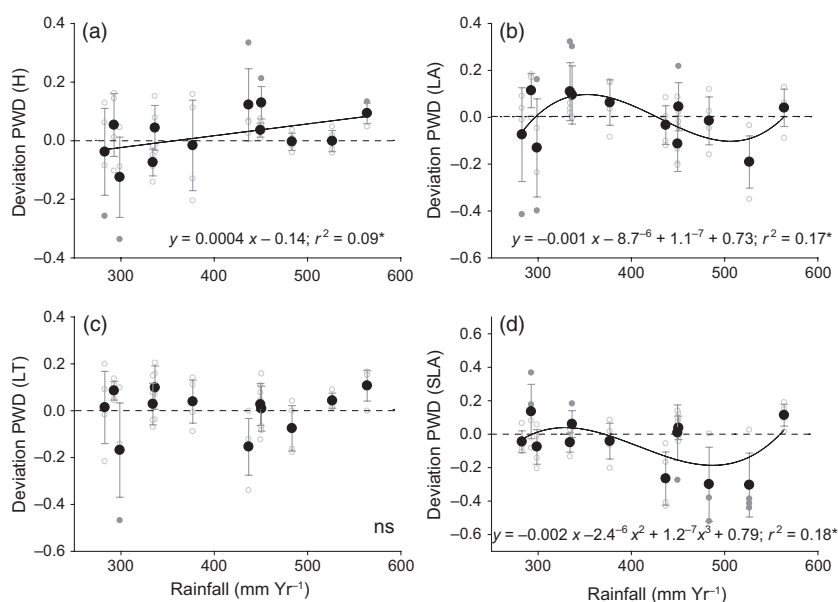 (a)
Deviation PWD (H)
0.4
0.2
0.0
−0.2
−0.4
300 400 500 600
y = 0.0004 x − 0.14; r² = 0.09*
(b)
Deviation PWD (LA)
0.4
0.2
0.0
−0.2
−0.4
−0.6
300 400 500 600
y = −0.001 x − 8.7⁻⁶ + 1.1⁻⁷ + 0.73; r² = 0.17*
(c)
Deviation PWD (LT)
0.4
0.2
0.0
−0.2
−0.4
−0.6
300 400 500 600
ns
Rainfall (mm Yr⁻¹)
(d)
Deviation PWD (SLA)
0.6
0.4
0.2
0.0
−0.2
−0.4
−0.6
300 400 500 600
y = −0.002 x −2.4⁻⁶ x² + 1.2⁻⁷x³ + 0.79; r² = 0.18*
Rainfall (mm Yr⁻¹)